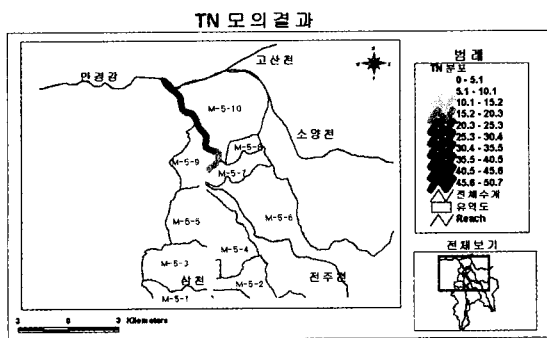 TN 모의결과
만경강
고산천
소양천
M-5-10
M-5-8
M-5-9
M-5-7
M-5-6
M-5-5
M-5-4
M-5-3
삼천
M-5-2
전주천
M-5-1
3 0 3 Kilometers
범례
TN 분포
0 - 5.1
5.1 - 10.1
10.1 - 15.2
15.2 - 20.3
20.3 - 25.3
25.3 - 30.4
30.4 - 35.5
35.5 - 40.5
40.5 - 45.6
45.6 - 50.7
전체수계
유역도
Reach
전체보기